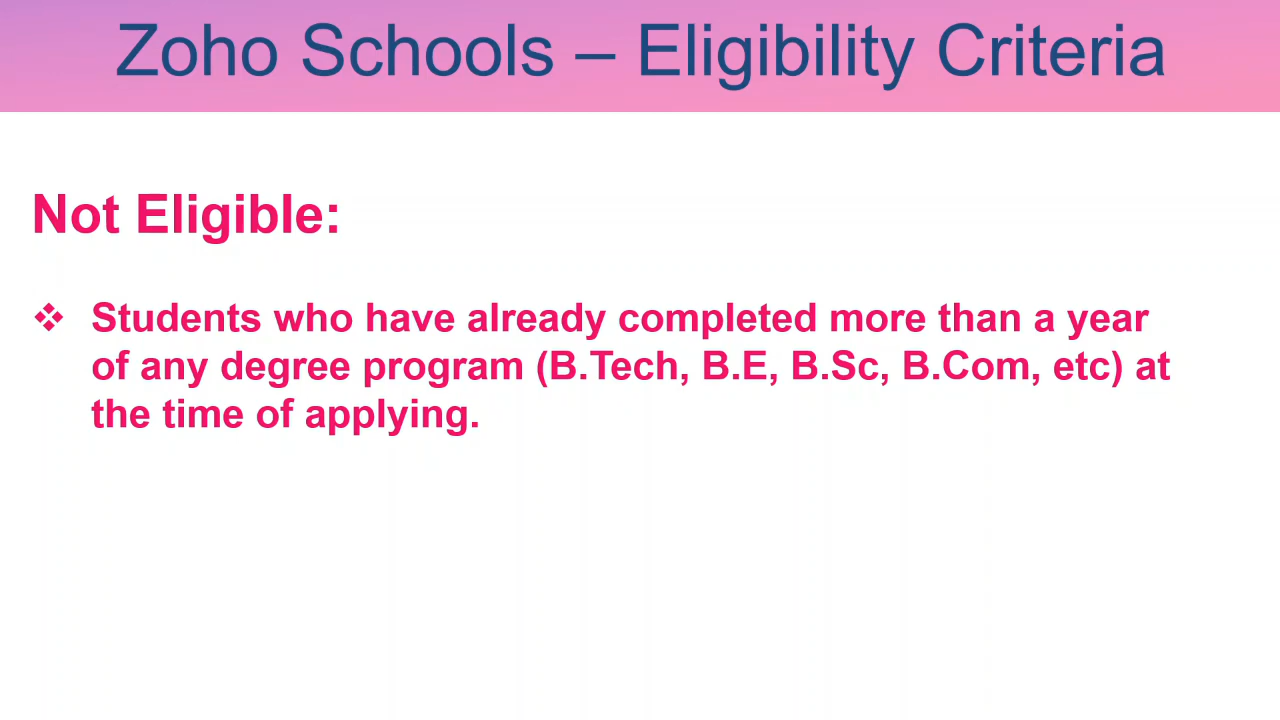 Zoho Schools – Eligibility Criteria
Not Eligible:
❖ Students who have already completed more than a year
of any degree program (B.Tech, B.E, B.Sc, B.Com, etc) at
the time of applying.